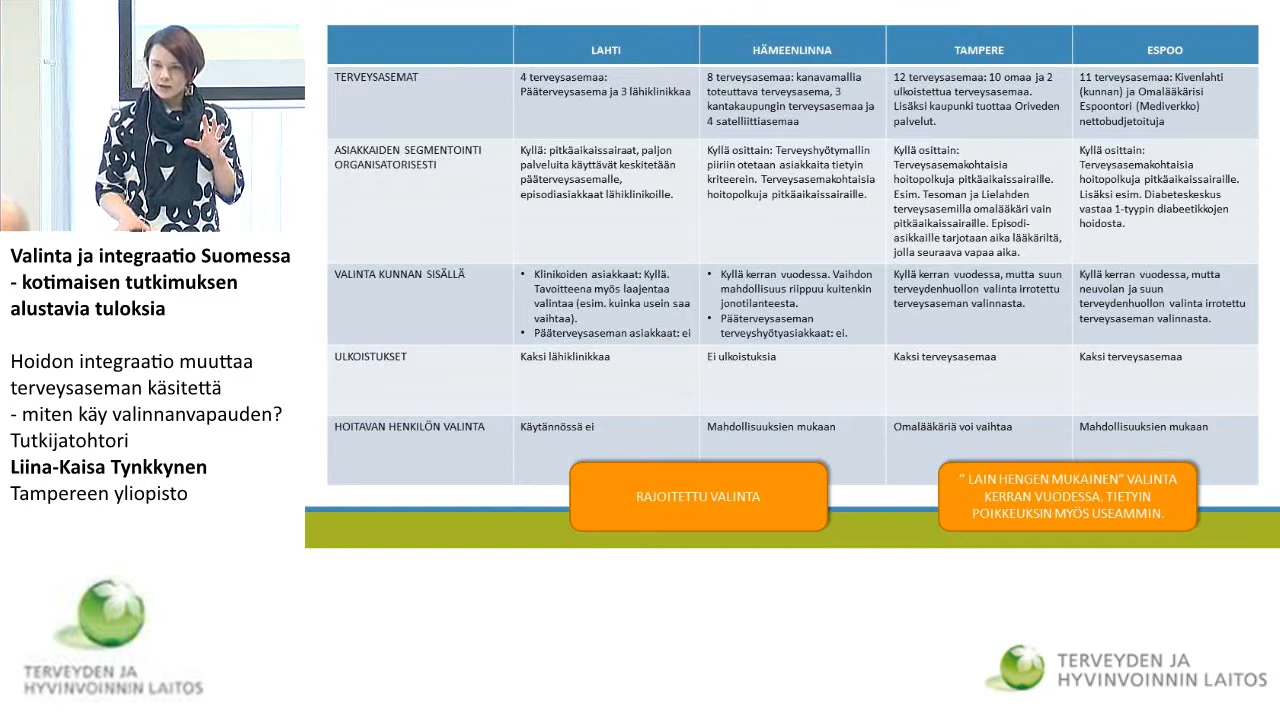 Valinta ja integraatio Suomessa
- kotimaisen tutkimuksen
alustavia tuloksia
Hoidon integraatio muuttaa
terveysaseman käsitettä
- miten käy valinnanvapauden?
Tutkijatohtori
Liina-Kaisa Tynkkynen
Tampereen yliopisto
LAHTI
HÄMEENLINNA
TAMPERE
ESPOO
TERVEYSASEMAT
4 terveysasemaa:
Pääterveysasema ja 3 lähiklinikkaa
8 terveysasemaa: kanavamallia
toteuttava terveysasema, 3
kantakaupungin terveysasemaa ja
4 satelliittiasemaa
12 terveysasemaa: 10 omaa ja 2
ulkoistettua terveysasemaa.
Lisäksi kaupunki tuottaa Oriveden
palvelut.
11 terveysasemaa: Kivenlahti
(kunnan) ja Omalääkärisi
Espoontori (Mediverkko)
nettobudjetoituja
ASIAKKAIDEN SEGMENTOINTI
ORGANISATORISESTI
Kyllä: pitkäaikaissairaat, paljon
palveluita käyttävät keskitetään
pääterveysasemalle,
episodiasiakkaat lähiklinikoille.
Kyllä osittain: Terveyshyötymallin
piiriin otetaan asiakkaita tietyin
kriteerein. Terveysasemakohtaisia
hoitopolkuja pitkäaikaissairaille.
Kyllä osittain:
Terveysasemakohtaisia
hoitopolkuja pitkäaikaissairaille.
Esim. Tesoman ja Lielahden
terveysasemilla omalääkäri vain
pitkäaikaissairaille. Episodi-
asikkaille tarjotaan aika lääkäriltä,
jolla seuraava vapaa aika.
Kyllä osittain:
Terveysasemakohtaisia
hoitopolkuja pitkäaikaissairaille.
Lisäksi esim. Diabeteskeskus
vastaa 1-tyypin diabeetikkojen
hoidosta.
VALINTA KUNNAN SISÄLLÄ
• Klinikoiden asiakkaat: Kyllä.
Tavoitteena myös laajentaa
valintaa (esim. kuinka usein saa
vaihtaa).
• Pääterveysaseman asiakkaat: ei
• Kyllä kerran vuodessa. Vaihdon
mahdollisuus riippuu kuitenkin
jonotilanteesta.
• Pääterveysaseman
terveyshyötyasiakkaat: ei.
Kyllä kerran vuodessa, mutta suun
terveydenhuollon valinta irrotettu
terveysaseman valinnasta.
Kyllä kerran vuodessa, mutta
neuvolan ja suun
terveydenhuollon valinta irrotettu
terveysaseman valinnasta.
ULKOISTUKSET
Kaksi lähiklinikkaa
Ei ulkoistuksia
Kaksi terveysasemaa
Kaksi terveysasemaa
HOITAVAN HENKILÖN VALINTA
Käytännössä ei
Mahdollisuuksien mukaan
Omalääkäriä voi vaihtaa
Mahdollisuuksien mukaan
RAJOITETTU VALINTA
" LAIN HENGEN MUKAINEN" VALINTA
KERRAN VUODESSA. TIETYIN
POIKKEUKSIN MYÖS USEAMMIN.
TERVEYDEN JA
HYVINVOINNIN LAITOS
TERVEYDEN JA
HYVINVOINNIN LAITOS